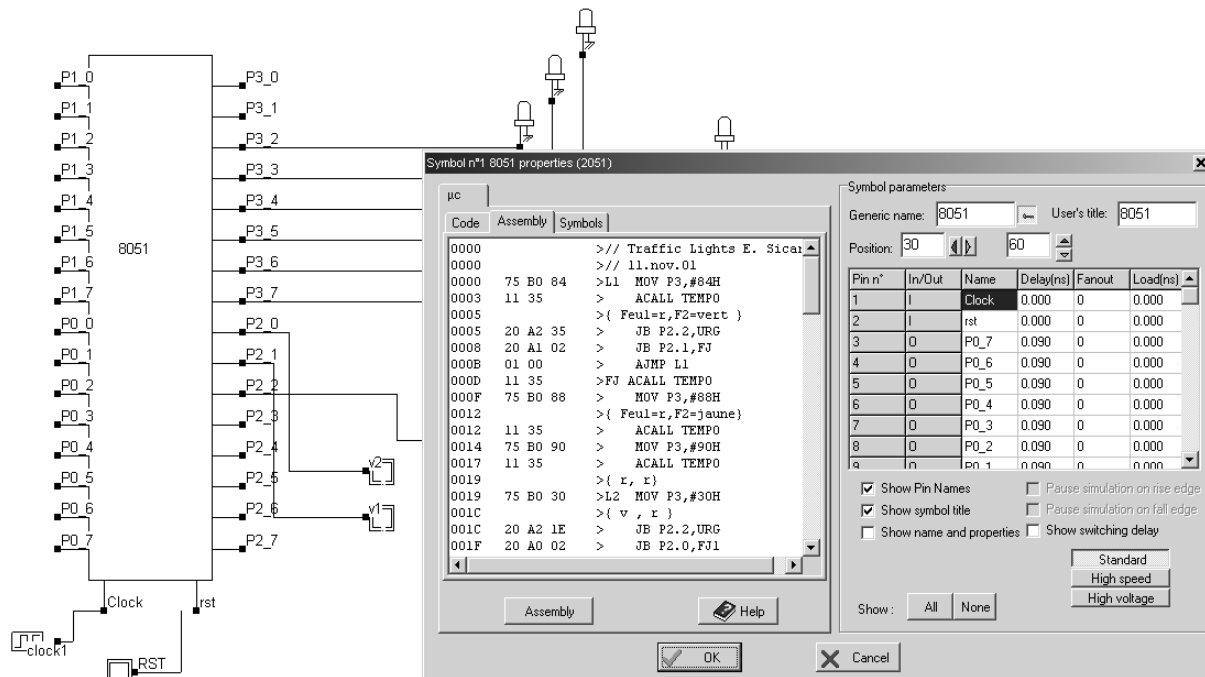 P1_0 P3_0
P1_1 P3_1
P1_2 P3_2
P1_3 P3_3
P1_4 P3_4
P1_5 P3_5
8051
P1_6 P3_6
P1_7 P3_7
P0_0 P2_0
P0_1 P2_1
P0_2 P2_2
P0_3 P2_3
P0_4 P2_4
P0_5 P2_5
P0_6 P2_6
P0_7 P2_7
v2
v1
Clock rst
clock1
RST
Symbol n°1 8051 properties (2051)
µc
Code Assembly Symbols
0000 >// Traffic Lights E. Sicar
0000 >// 11.nov.01
0000 75 B0 84 >L1 MOV P3,#84H
0003 11 35 > ACALL TEMPO
0005 >{ Feu1=r,F2=vert }
0005 20 A2 35 > JB P2.2,URG
0008 20 A1 02 > JB P2.1,FJ
000B 01 00 > AJMP L1
000D 11 35 >FJ ACALL TEMPO
000F 75 B0 88 > MOV P3,#88H
0012 >{ Feu1=r,F2=jaune}
0012 11 35 > ACALL TEMPO
0014 75 B0 90 > MOV P3,#90H
0017 11 35 > ACALL TEMPO
0019 >{ r, r}
0019 75 B0 30 >L2 MOV P3,#30H
001C >{ v , r }
001C 20 A2 1E > JB P2.2,URG
001F 20 A0 02 > JB P2.0,FJ1
Assembly Help
Symbol parameters
Generic name: 8051 User's title: 8051
Position: 30 60
Pin n° In/Out Name Delay(ns) Fanout Load(ns)
1 I Clock 0.000 0 0.000
2 I rst 0.000 0 0.000
3 O P0_7 0.090 0 0.000
4 O P0_6 0.090 0 0.000
5 O P0_5 0.090 0 0.000
6 O P0_4 0.090 0 0.000
7 O P0_3 0.090 0 0.000
8 O P0_2 0.090 0 0.000
9 O P0_1 0.090 0 0.000
Show Pin Names Pause simulation on rise edge
Show symbol title Pause simulation on fall edge
Show name and properties Show switching delay
Standard
High speed
High voltage
Show : All None
OK Cancel